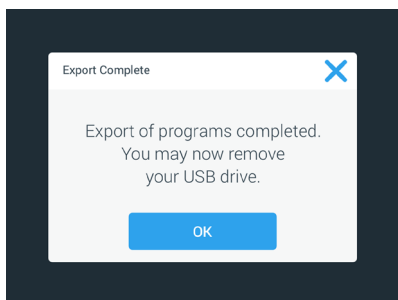 Export Complete
Export of programs completed.
You may now remove
your USB drive.
OK